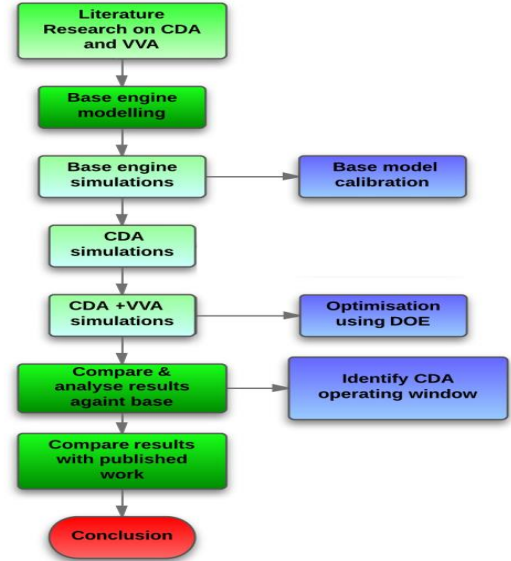 Literature
Research on CDA
and VVA
Base engine
modelling
Base engine
simulations
Base model
calibration
CDA
simulations
CDA +VVA
simulations
Optimisation
using DOE
Compare &
analyse results
againt base
Identify CDA
operating window
Compare results
with published
work
Conclusion